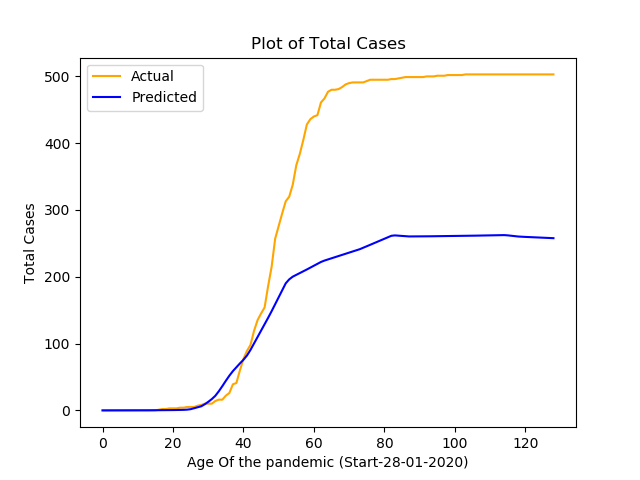 Plot of Total Cases
Actual
Predicted
500
400
300
200
100
0
Total Cases
0 20 40 60 80 100 120
Age Of the pandemic (Start-28-01-2020)